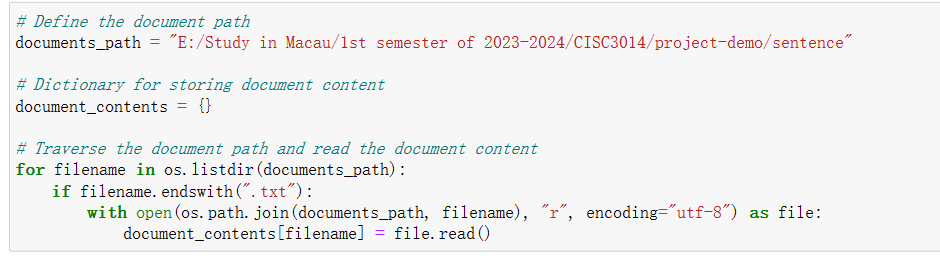 # Define the document path
documents_path = "E:/Study in Macau/1st semester of 2023-2024/CISC3014/project-demo/sentence"

# Dictionary for storing document content
document_contents = {}

# Traverse the document path and read the document content
for filename in os.listdir(documents_path):
    if filename.endswith(".txt"):
        with open(os.path.join(documents_path, filename), "r", encoding="utf-8") as file:
            document_contents[filename] = file.read()